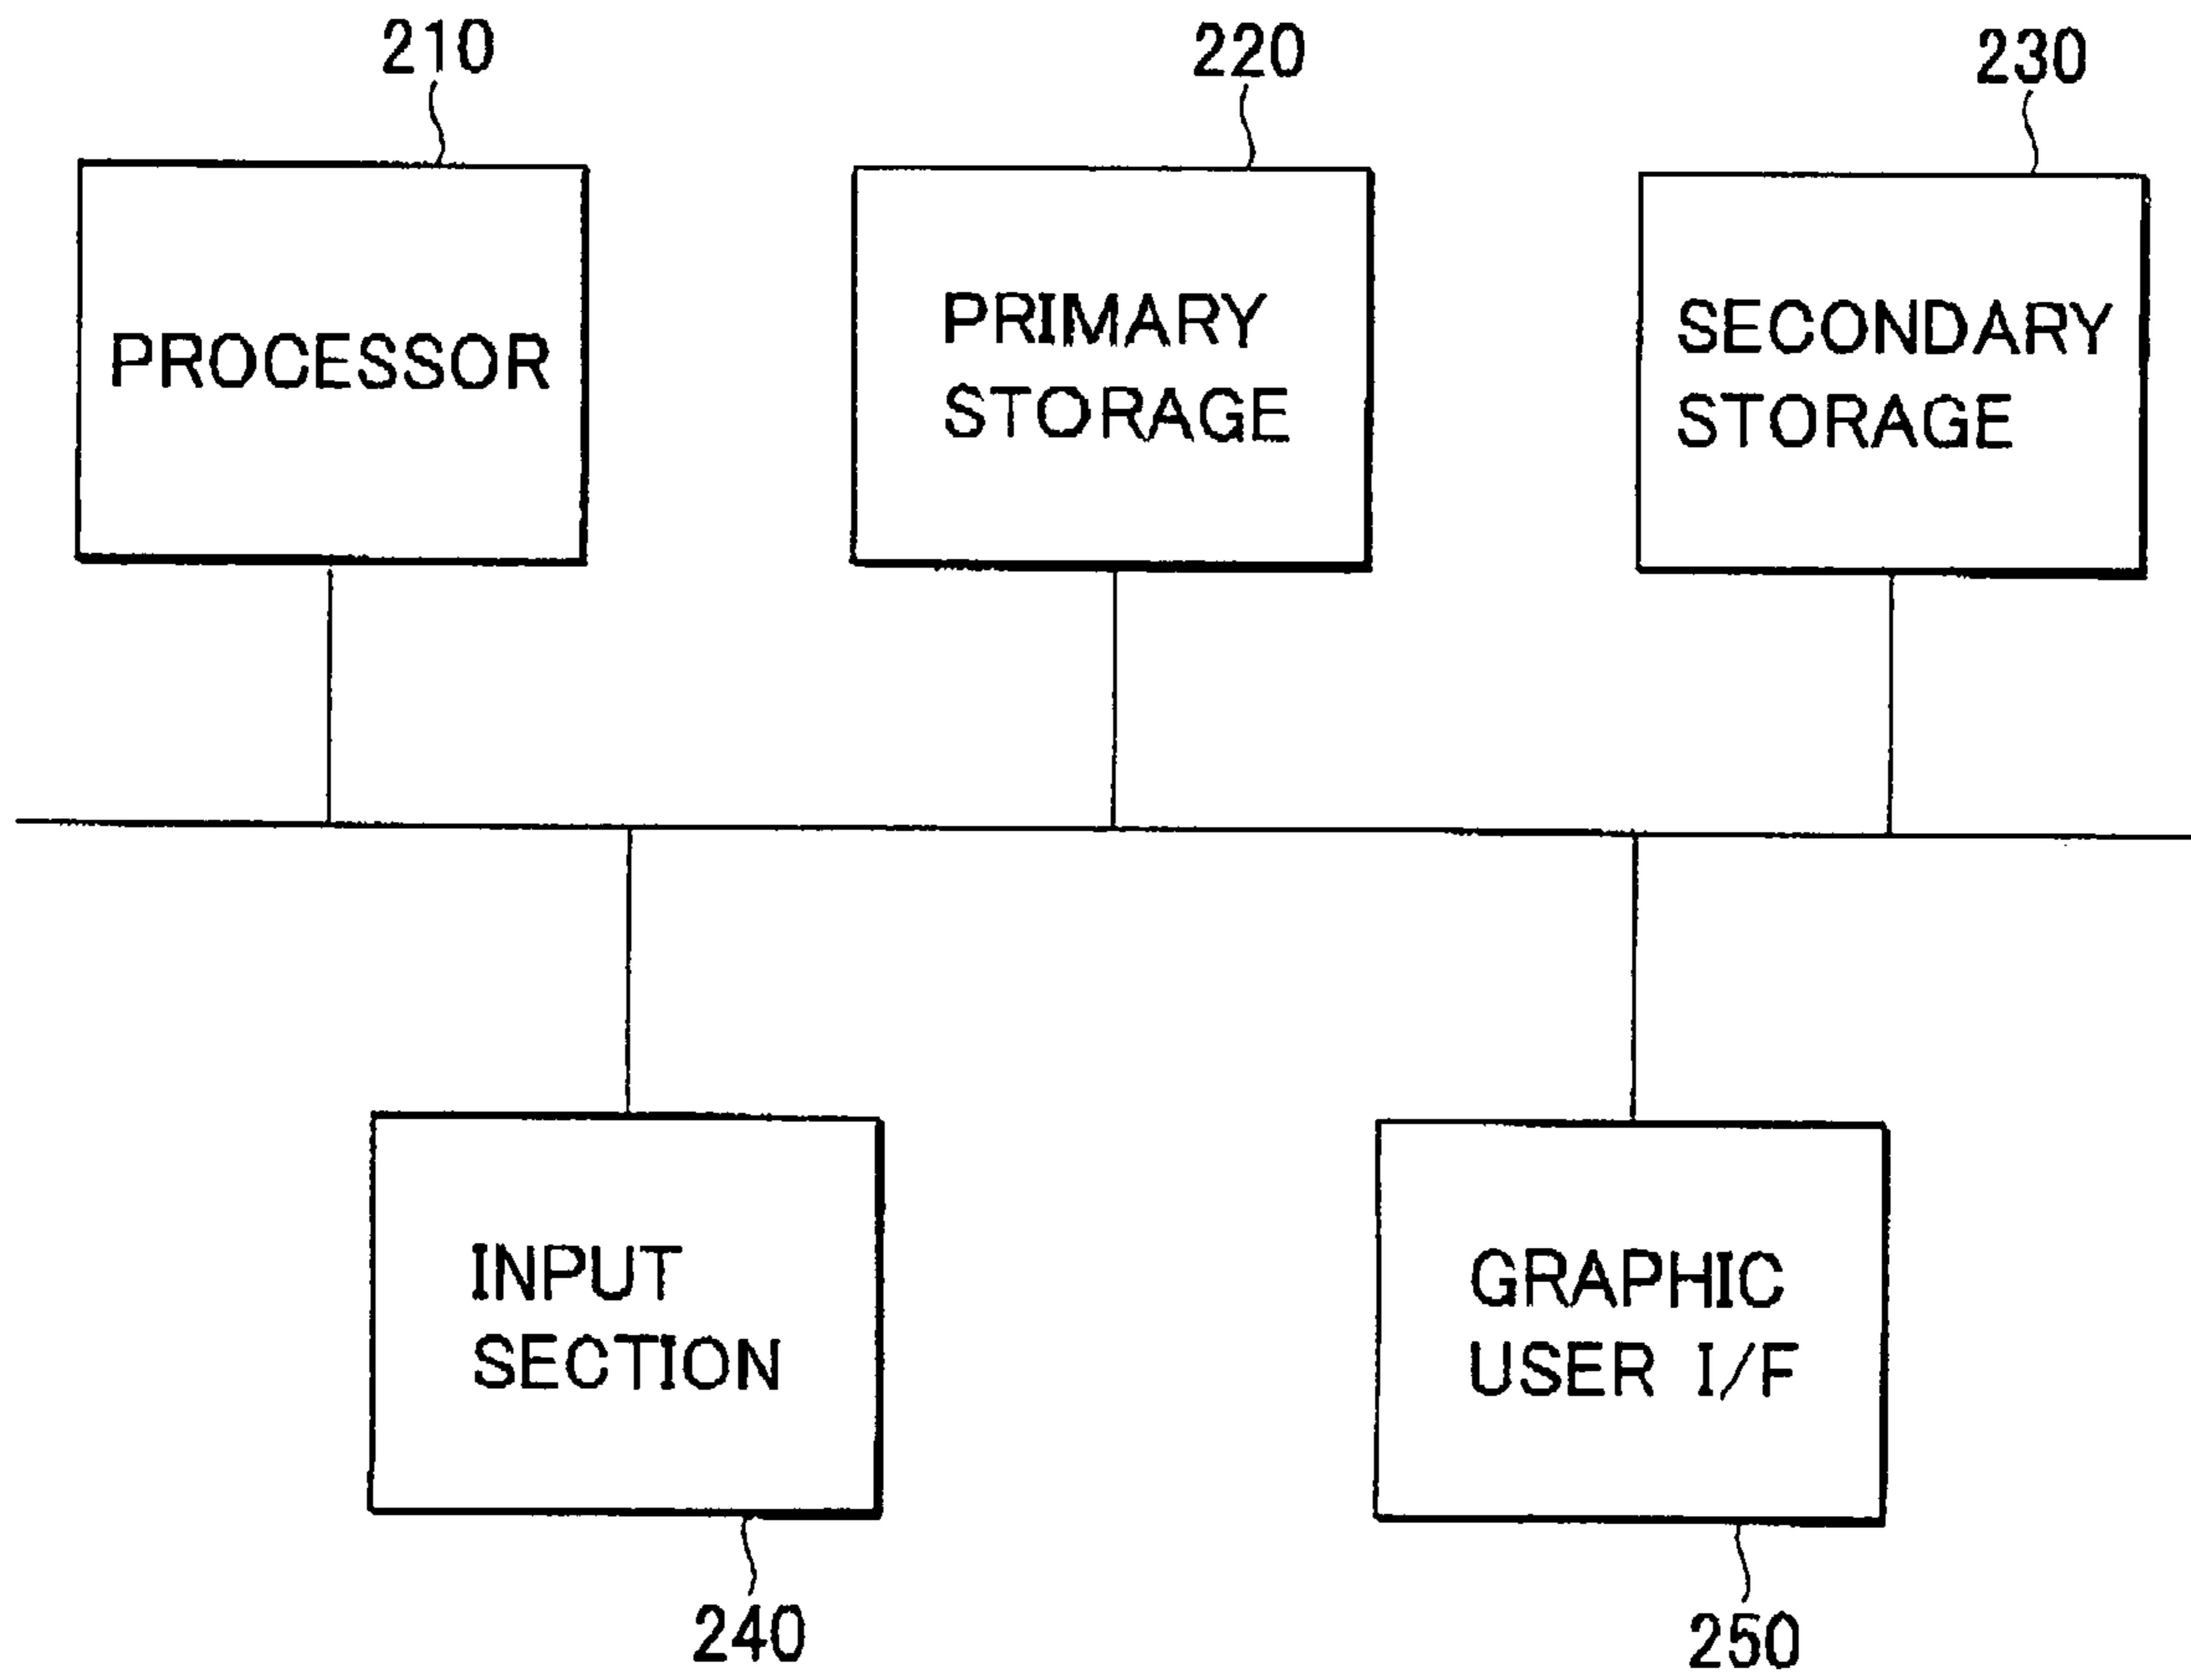 210
220
230
PROCESSOR
PRIMARY
STORAGE
SECONDARY
STORAGE
INPUT
SECTION
GRAPHIC
USER I/F
240
250